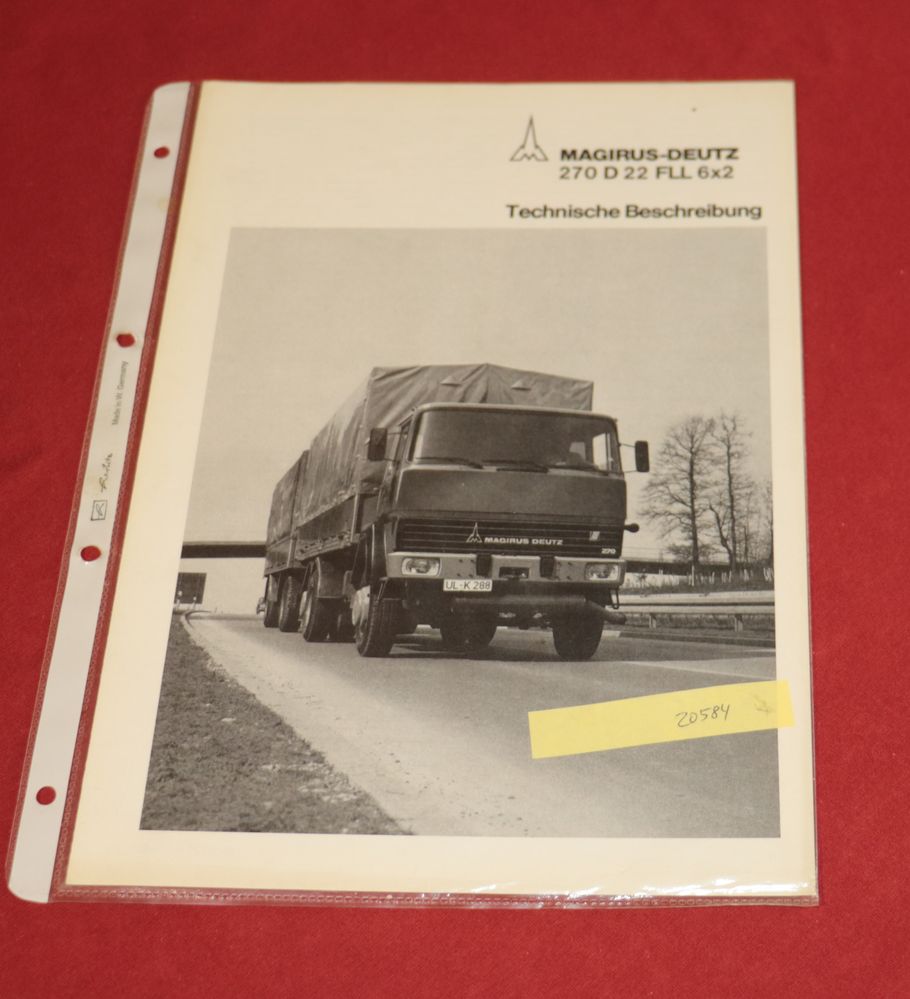 MAGIRUS-DEUTZ
270 D 22 FLL 6x2
Technische Beschreibung
MAGIRUS DEUTZ
270
UL-K 288
20584
Made in W. Germany